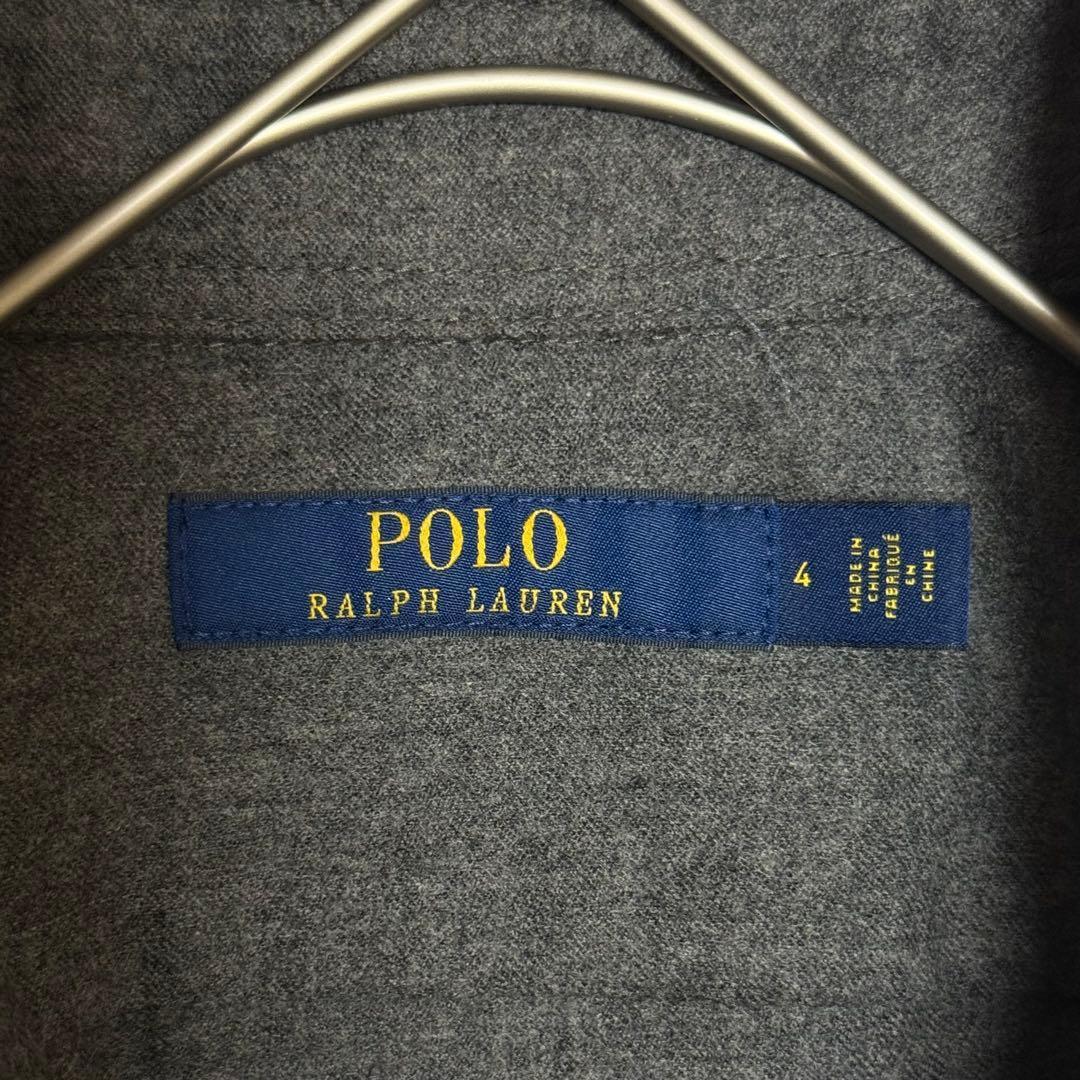 POLO
RALPH LAUREN
4
MADE IN
CHINA
FABRIQUÉ
EN
CHINE